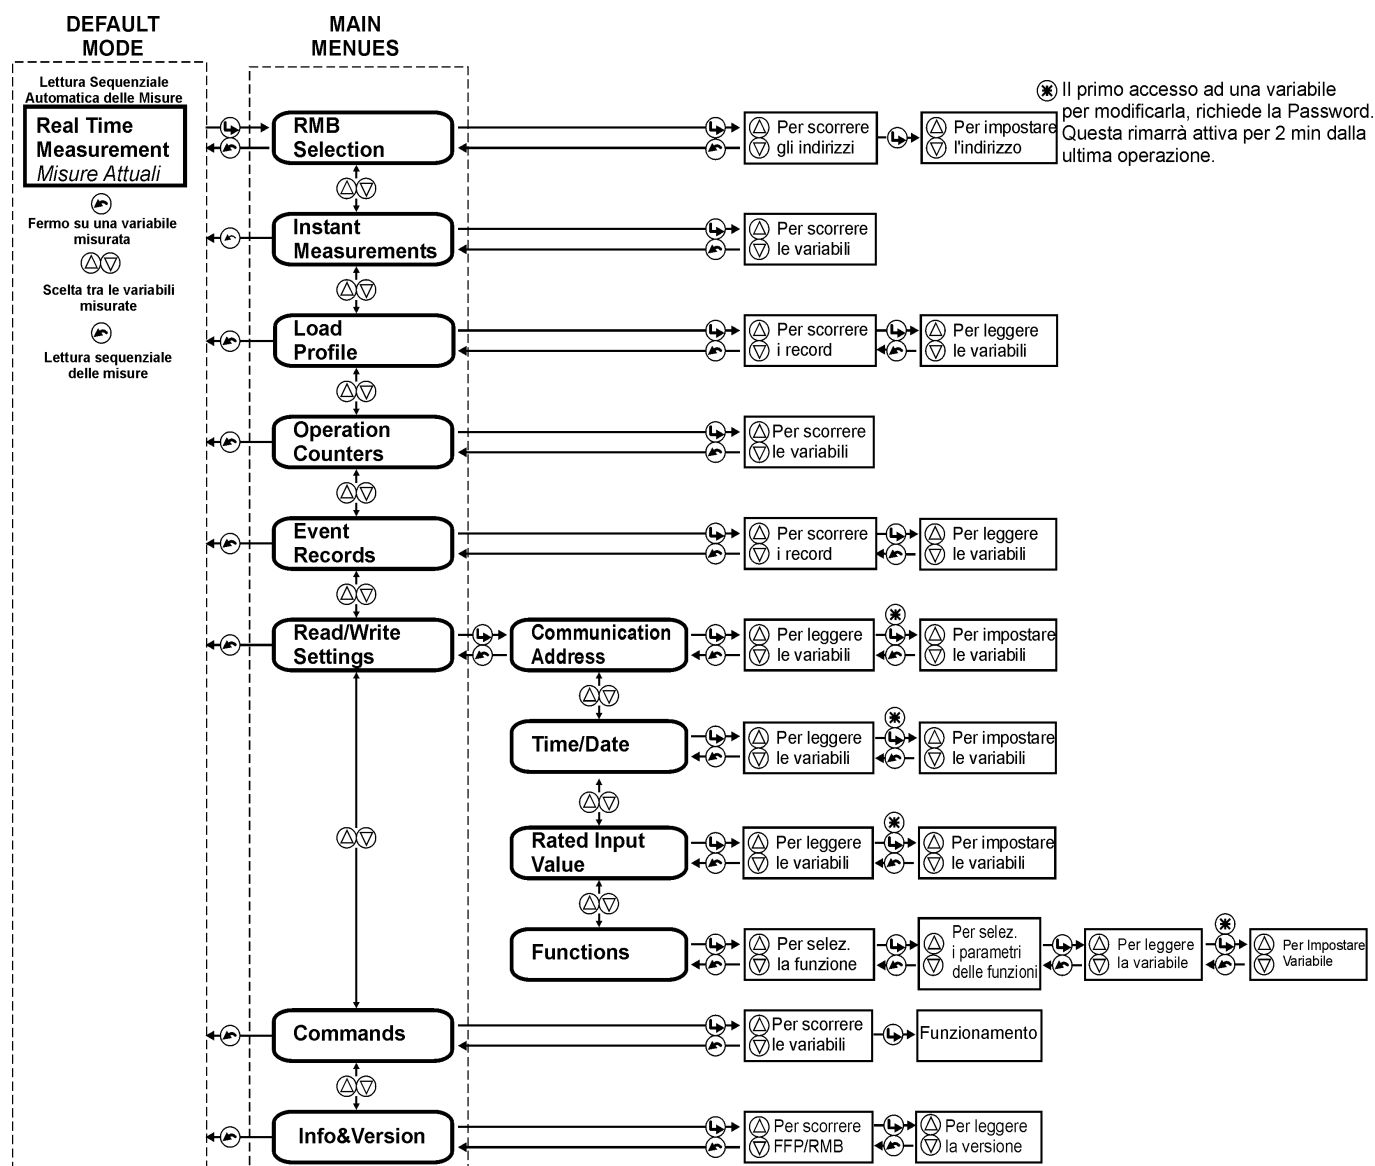 DEFAULT
MODE
MAIN
MENUES
Lettura Sequenziale
Automatica delle Misure
Real Time
Measurement
Misure Attuali
Fermo su una variabile
misurata
Scelta tra le variabili
misurate
Lettura sequenziale
delle misure
RMB
Selection
Per scorrere
gli indirizzi
Per impostare
l'indirizzo
Il primo accesso ad una variabile
per modificarla, richiede la Password.
Questa rimarrà attiva per 2 min dalla
ultima operazione.
Instant
Measurements
Per scorrere
le variabili
Load
Profile
Per scorrere
i record
Per leggere
le variabili
Operation
Counters
Per scorrere
le variabili
Event
Records
Per scorrere
i record
Per leggere
le variabili
Read/Write
Settings
Communication
Address
Per leggere
le variabili
Per impostare
le variabili
Time/Date
Per leggere
le variabili
Per impostare
le variabili
Rated Input
Value
Per leggere
le variabili
Per impostare
le variabili
Functions
Per selez.
la funzione
Per selez.
i parametri
delle funzioni
Per leggere
la variabile
Per Impostare
Variabile
Commands
Per scorrere
le variabili
Funzionamento
Info&Version
Per scorrere
FFP/RMB
Per leggere
la versione